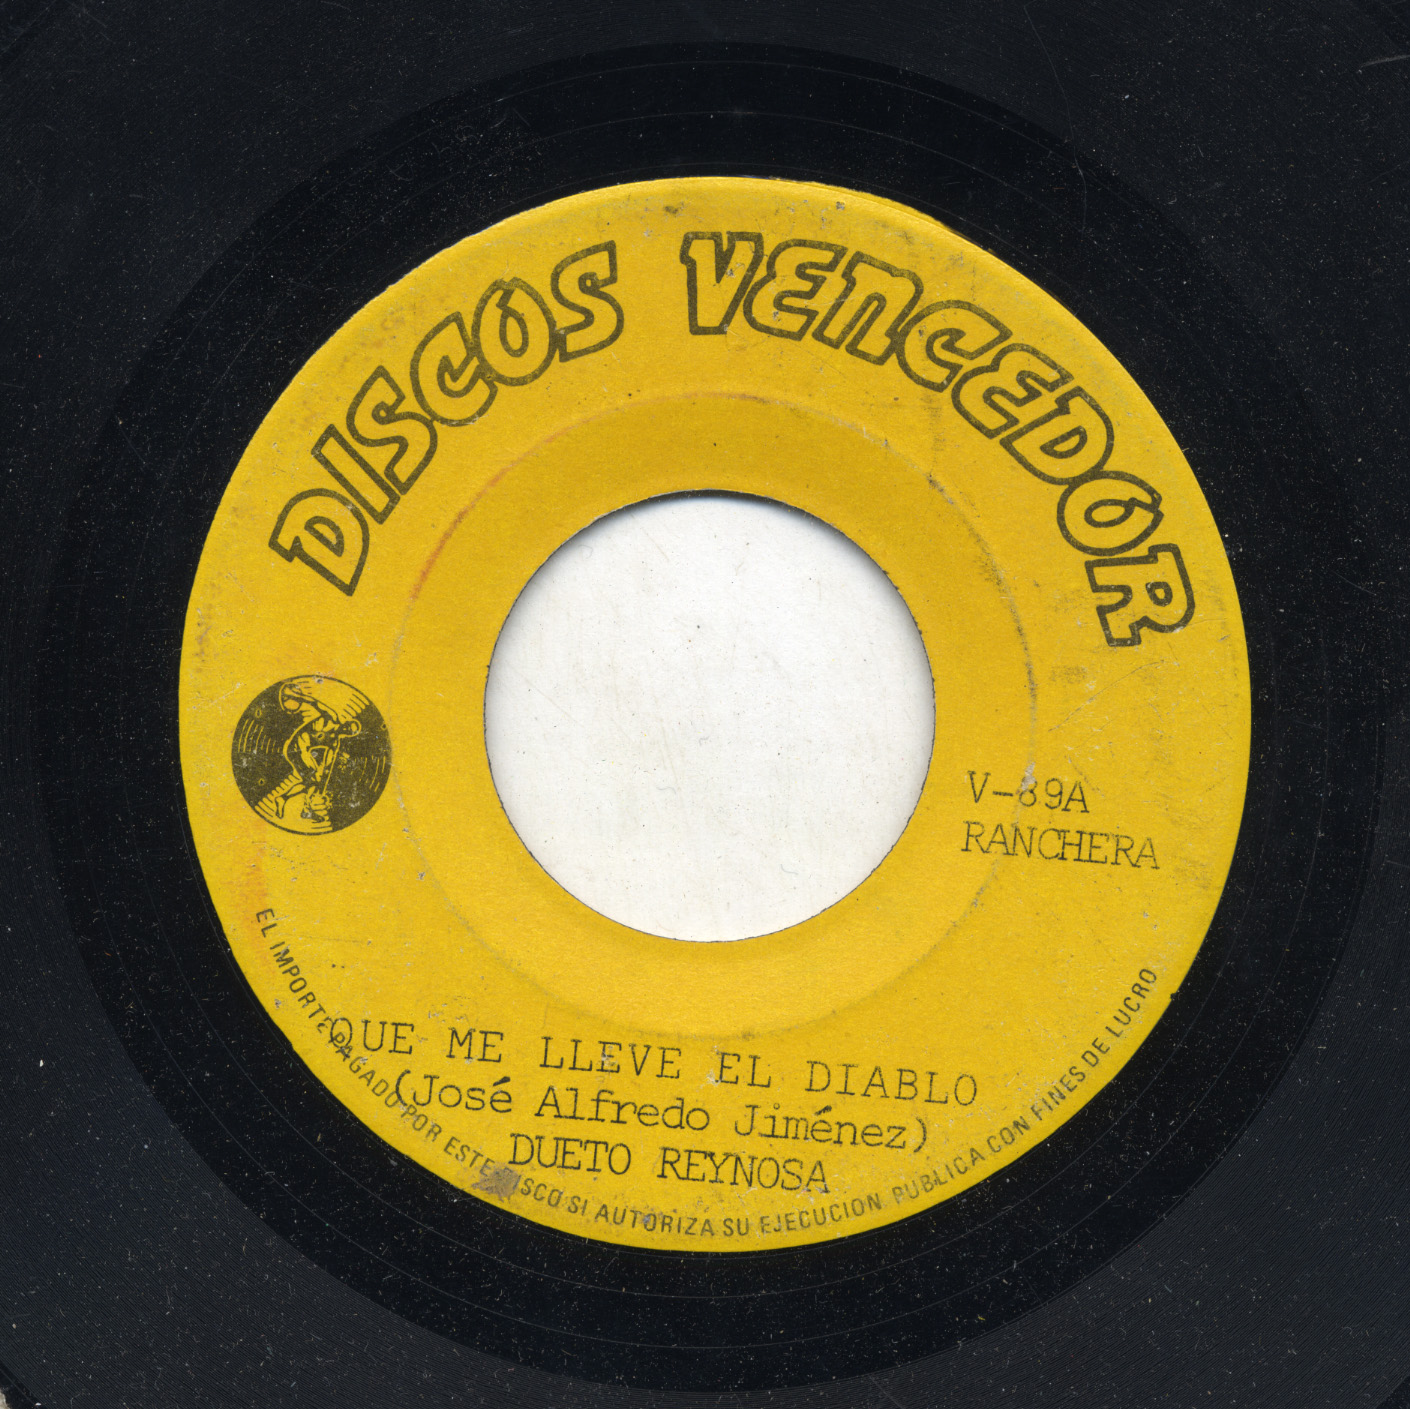 DISCOS VENCEDOR
V-89A
RANCHERA
QUE ME LLEVE EL DIABLO
(José Alfredo Jiménez)
DUETO REYNOSA
EL IMPORTE PAGADO POR ESTE DISCO SI AUTORIZA SU EJECUCION PUBLICA CON FINES DE LUCRO